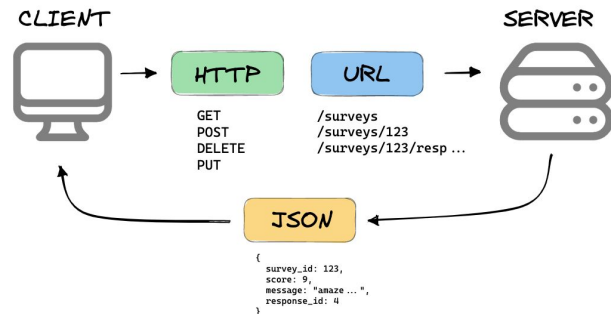 CLIENT
SERVER
HTTP
URL
GET
POST
DELETE
PUT
/surveys
/surveys/123
/surveys/123/resp ...
JSON
{
survey_id: 123,
score: 9,
message: "amaze ... ",
response_id: 4
}